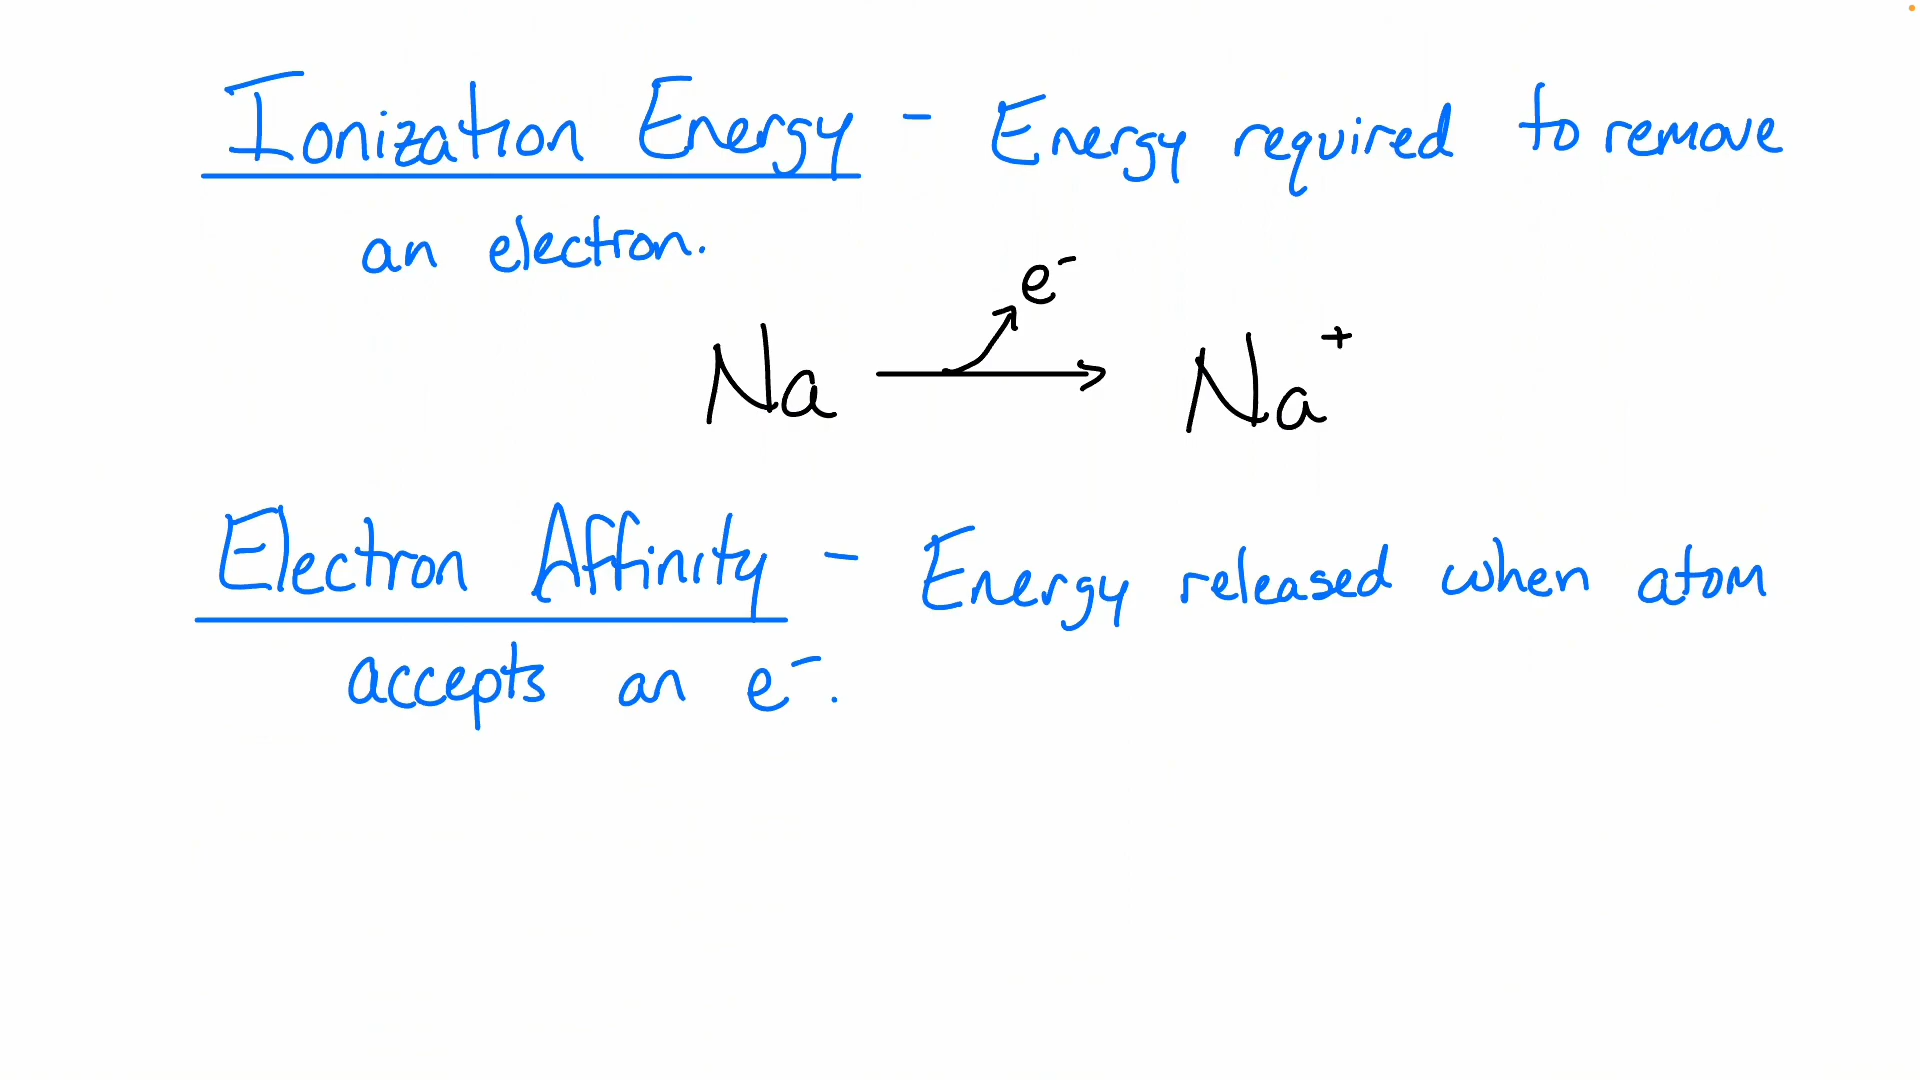 Ionization Energy - Energy required to remove
an electron.
e⁻
Na → Na⁺
Electron Affinity - Energy released when atom
accepts an e⁻.